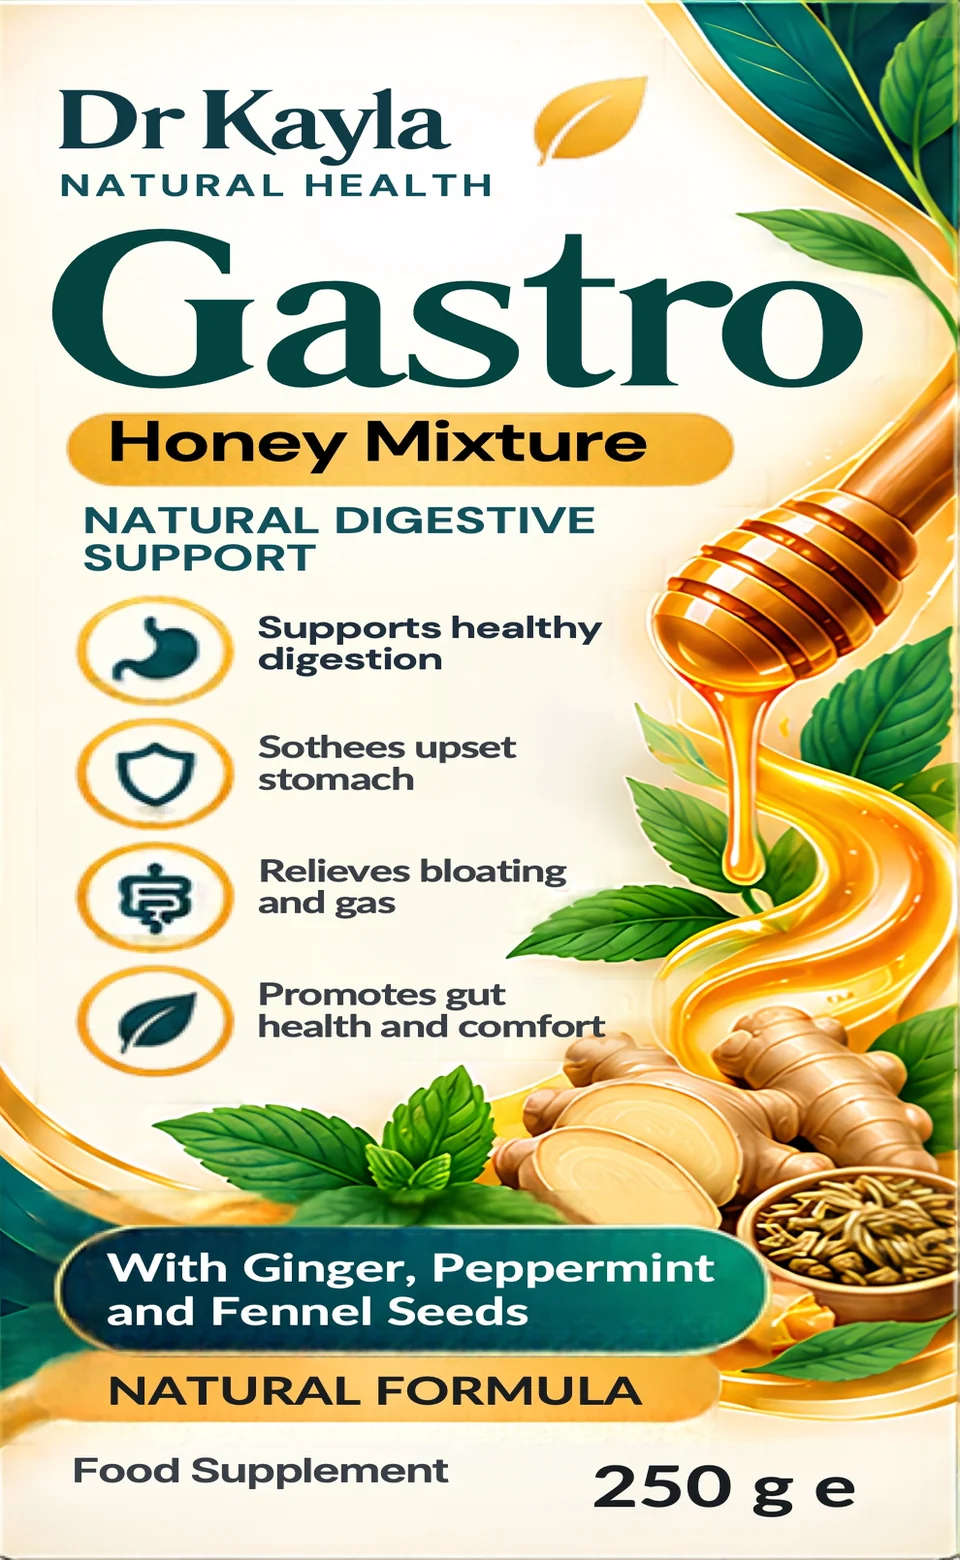 Dr Kayla
NATURAL HEALTH
Gastro
Honey Mixture
NATURAL DIGESTIVE
SUPPORT
Supports healthy
digestion
Sothees upset
stomach
Relieves bloating
and gas
Promotes gut
health and comfort
With Ginger, Peppermint
and Fennel Seeds
NATURAL FORMULA
Food Supplement
250 g e